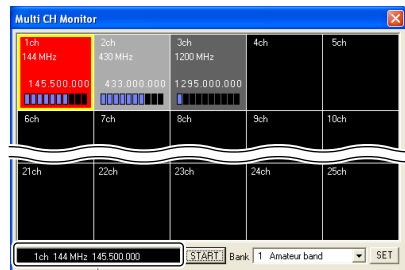 Multi CH Monitor
1ch 2ch 3ch 4ch 5ch
144 MHz 430 MHz 1200 MHz
145.500.000 433.000.000 1295.000.000
6ch 7ch 8ch 9ch 10ch
21ch 22ch 23ch 24ch 25ch
1ch 144 MHz 145.500.000 START Bank 1 Amateur band SET